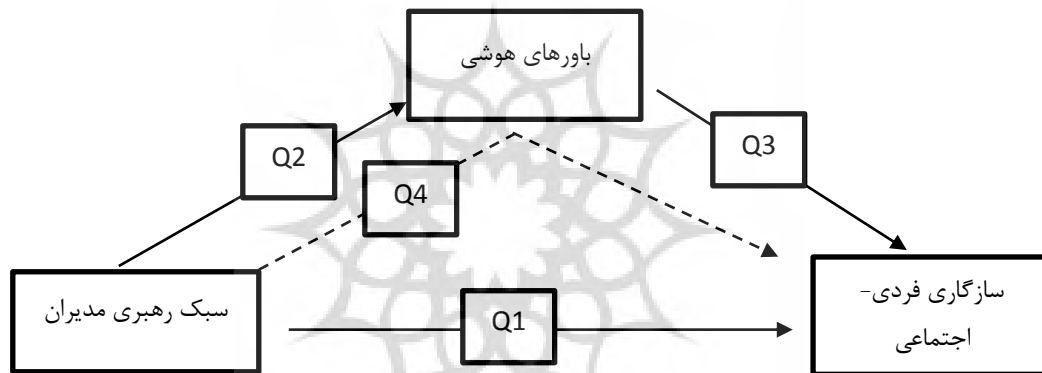 باورهای هوشی
Q2
Q3
Q4
سبک رهبری مدیران
سازگاری فردی-
اجتماعی
Q1